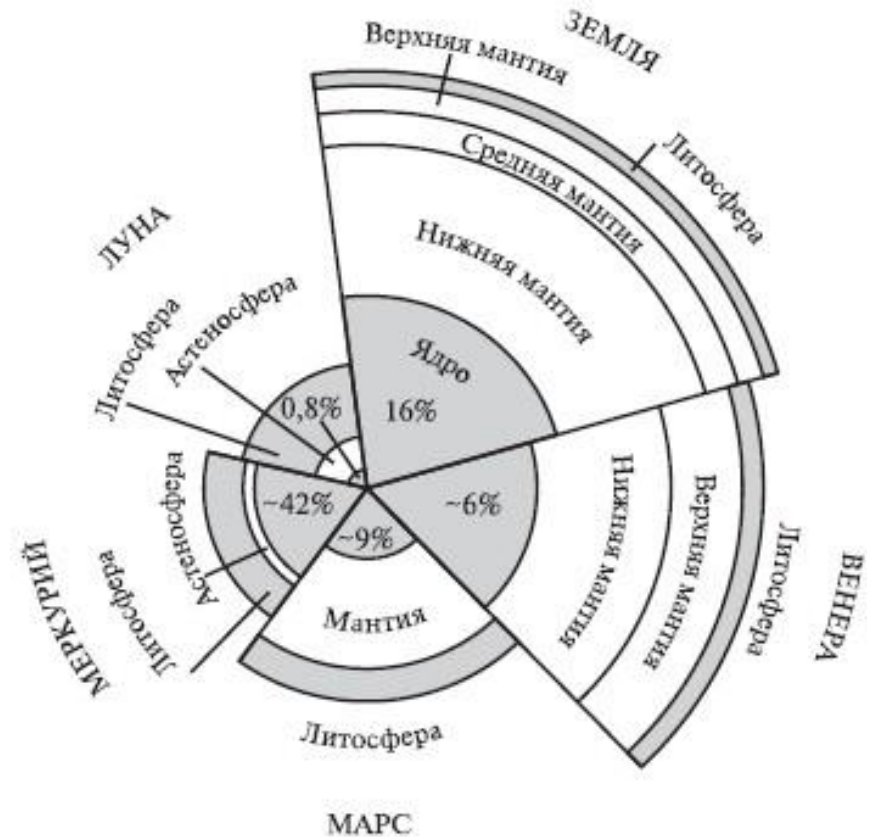 ЗЕМЛЯ
Верхняя мантия
Литосфера
Средняя мантия
Нижняя мантия
Ядро
16%
ЛУНА
Литосфера
Астеносфера
0,8%
МЕРКУРИЙ
Литосфера
Астеносфера
~42%
~9%
Мантия
Литосфера
МАРС
~6%
Нижняя мантия
Верхняя мантия
Литосфера
ВЕНЕРА